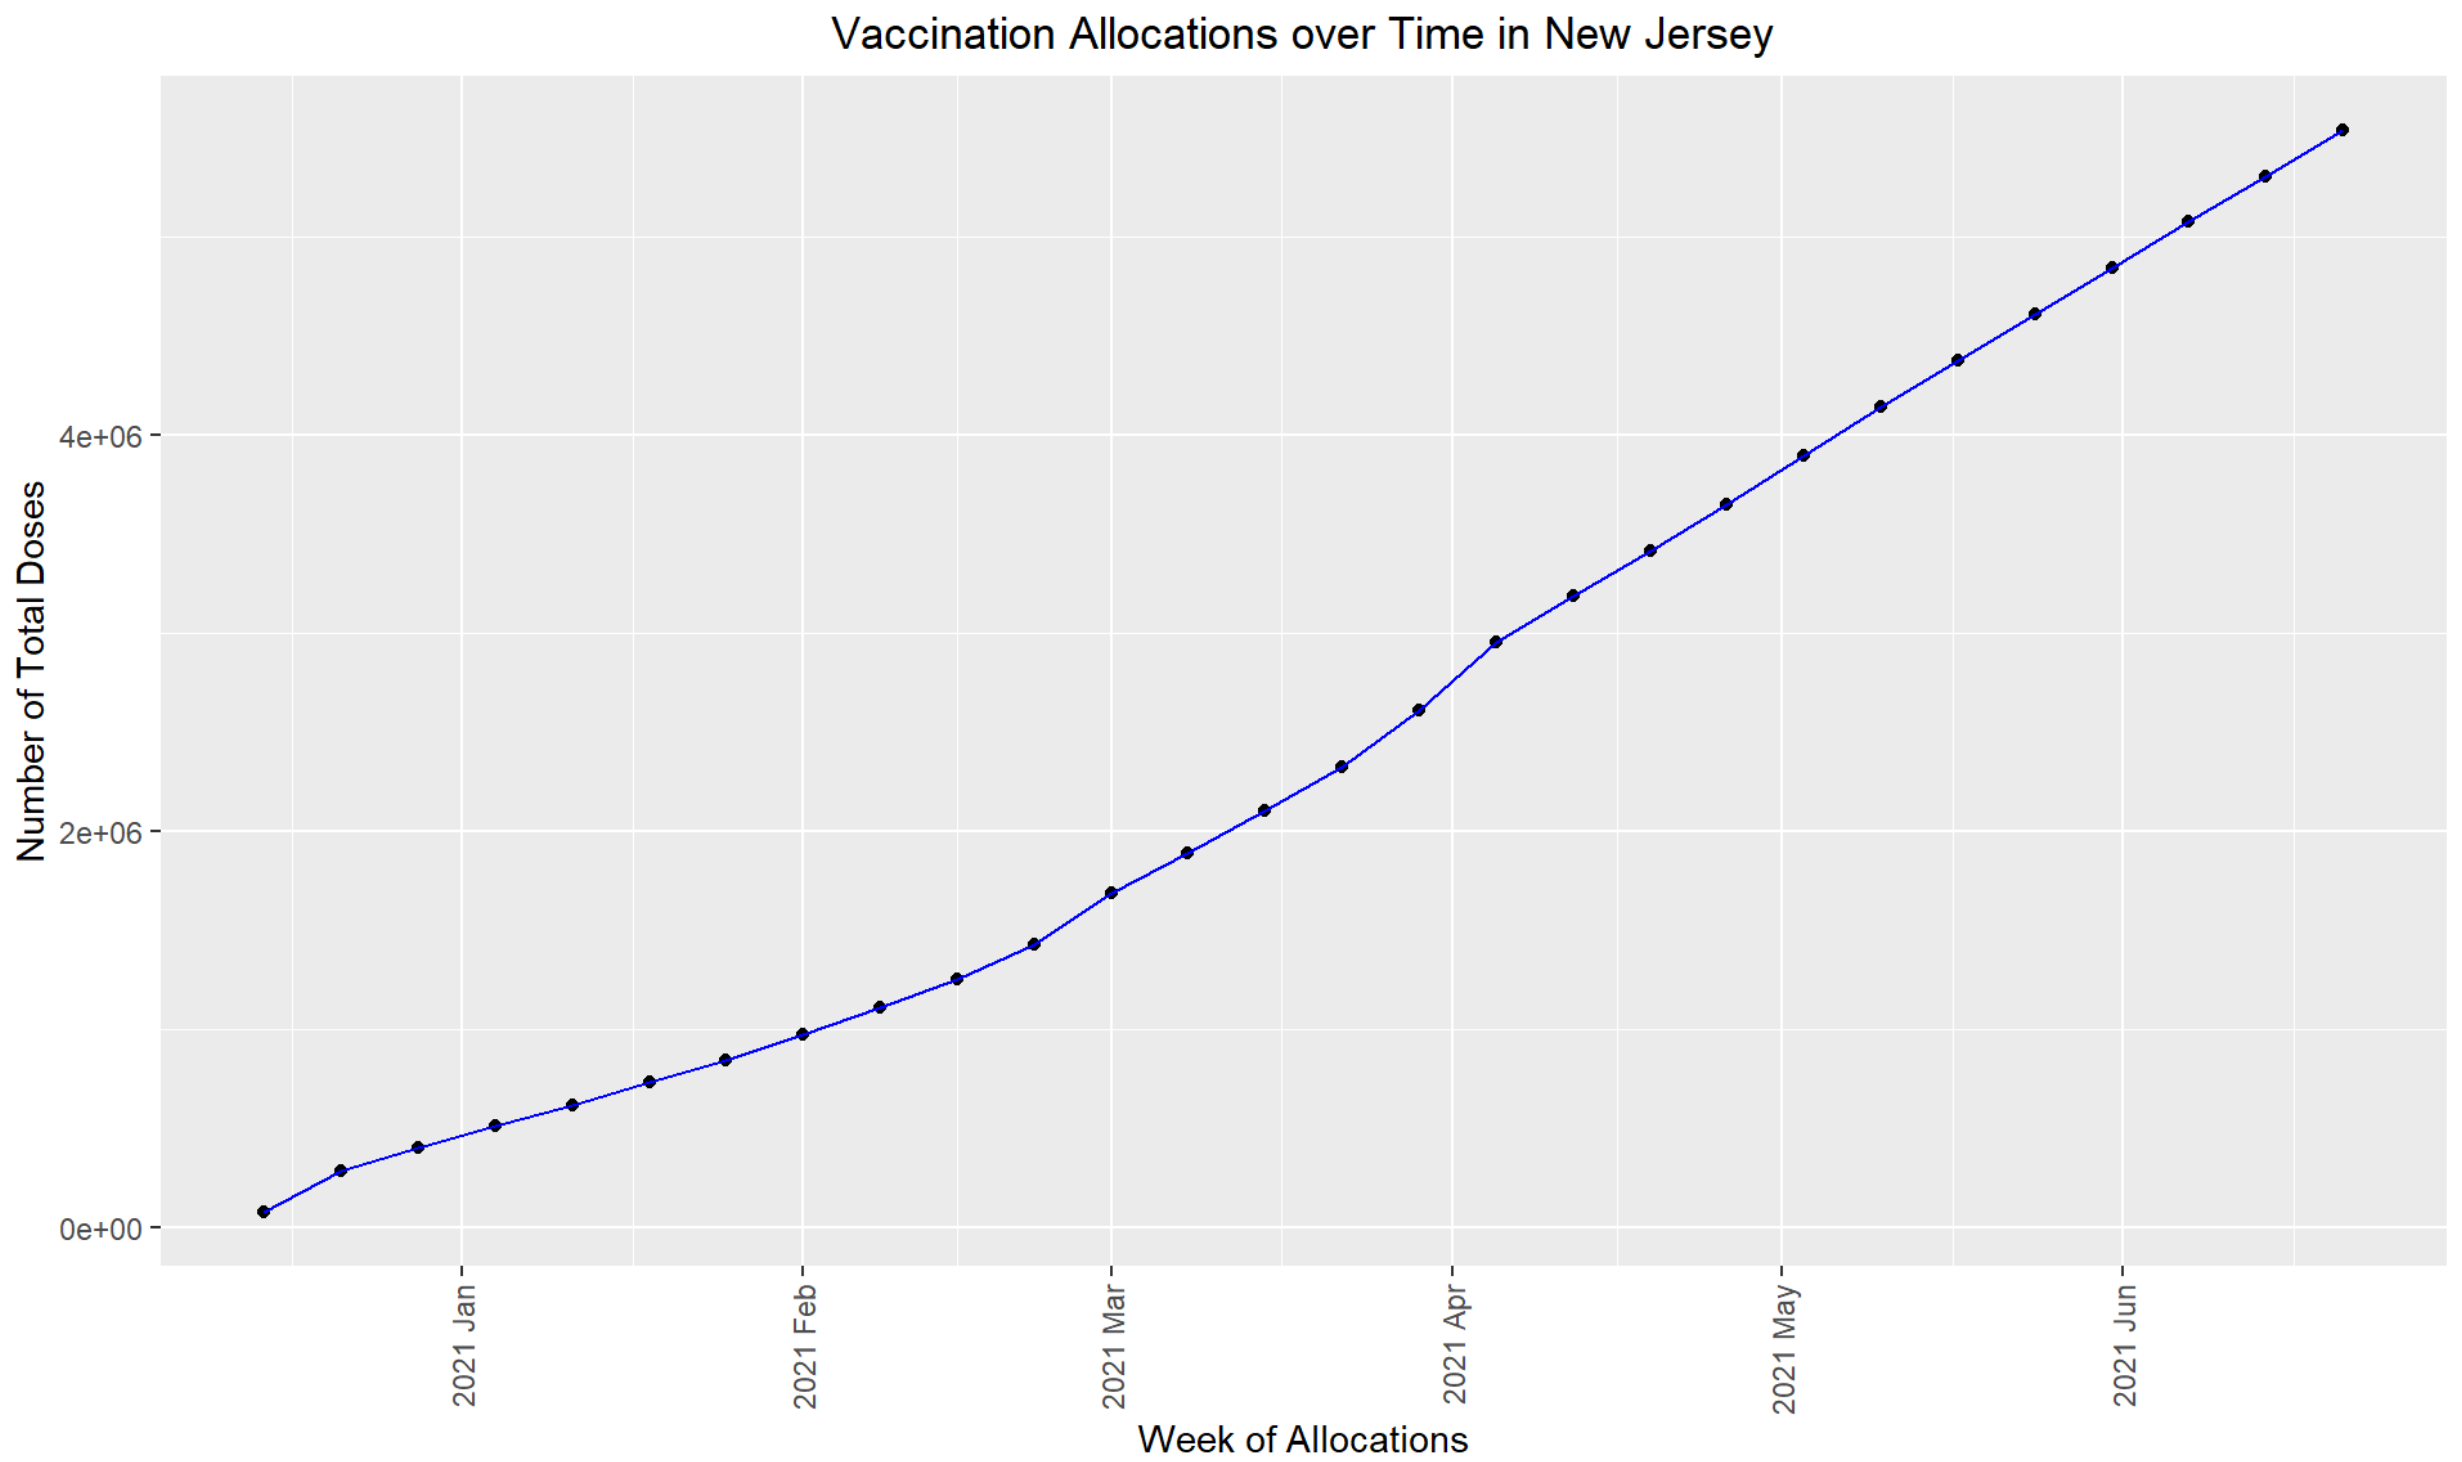 Vaccination Allocations over Time in New Jersey
Number of Total Doses
4e+06
2e+06
0e+00
2021 Jan
2021 Feb
2021 Mar
2021 Apr
2021 May
2021 Jun
Week of Allocations